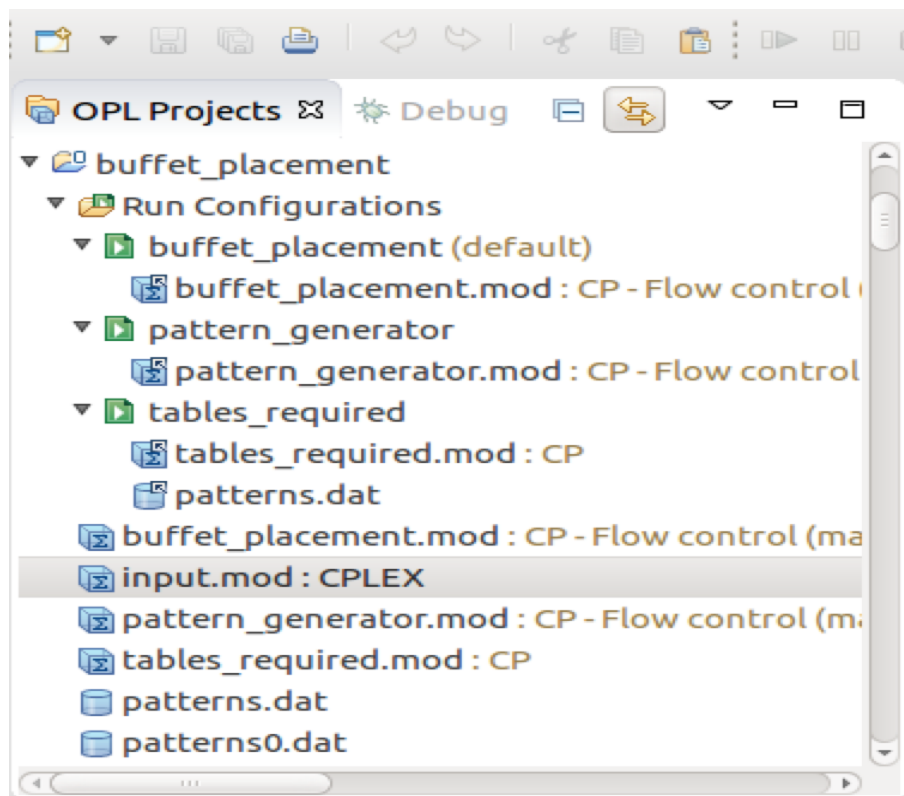 OPL Projects Debug
buffet_placement
Run Configurations
buffet_placement (default)
buffet_placement.mod : CP - Flow control (
pattern_generator
pattern_generator.mod : CP - Flow control
tables_required
tables_required.mod : CP
patterns.dat
buffet_placement.mod : CP - Flow control (ma
input.mod : CPLEX
pattern_generator.mod : CP - Flow control (ma
tables_required.mod : CP
patterns.dat
patterns0.dat